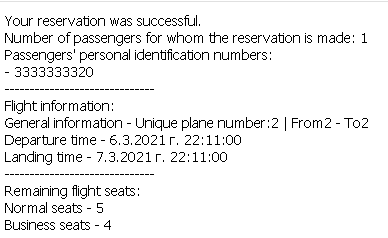 Your reservation was successful.
Number of passengers for whom the reservation is made: 1
Passengers' personal identification numbers:
- 3333333320
------------------------------
Flight information:
General information - Unique plane number:2 | From2 - To2
Departure time - 6.3.2021 г. 22:11:00
Landing time - 7.3.2021 г. 22:11:00
------------------------------
Remaining flight seats:
Normal seats - 5
Business seats - 4